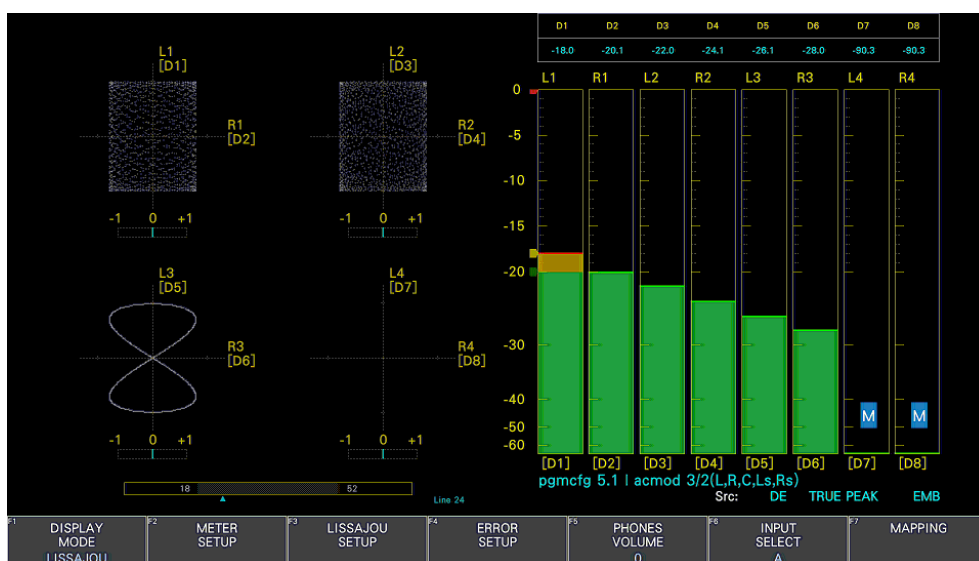 D1 D2 D3 D4 D5 D6 D7 D8
-18.0 -20.1 -22.0 -24.1 -26.1 -28.0 -90.3 -90.3
L1 R1 L2 R2 L3 R3 L4 R4
0
-5
-10
-15
-20
-30
-40
-50
-60
M M
[D1] [D2] [D3] [D4] [D5] [D6] [D7] [D8]
pgmcfg 5.1 | acmod 3/2(L,R,C,Ls,Rs)
Src: DE TRUE PEAK EMB
L1
[D1]
R1
[D2]
-1 0 +1
L2
[D3]
R2
[D4]
-1 0 +1
L3
[D5]
R3
[D6]
-1 0 +1
L4
[D7]
R4
[D8]
-1 0 +1
18 52
Line 24
F1 DISPLAY
MODE
LISSAJOU
F2 METER
SETUP
F3 LISSAJOU
SETUP
F4 ERROR
SETUP
F5 PHONES
VOLUME
0
F6 INPUT
SELECT
A
F7 MAPPING